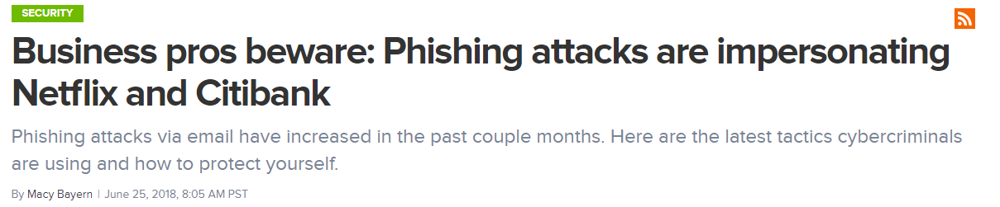 SECURITY
Business pros beware: Phishing attacks are impersonating
Netflix and Citibank
Phishing attacks via email have increased in the past couple months. Here are the latest tactics cybercriminals
are using and how to protect yourself.
By Macy Bayern | June 25, 2018, 8:05 AM PST